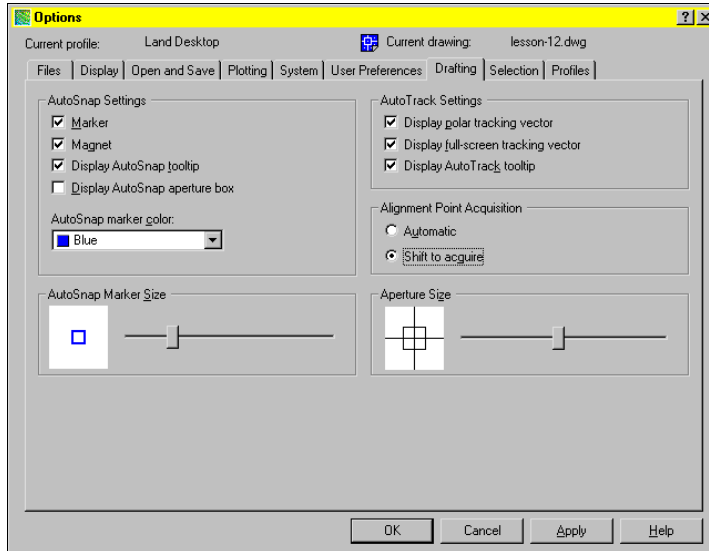 Options
Current profile: Land Desktop Current drawing: lesson-12.dwg
Files Display Open and Save Plotting System User Preferences Drafting Selection Profiles
AutoSnap Settings
Marker
Magnet
Display AutoSnap tooltip
Display AutoSnap aperture box
AutoSnap marker color:
Blue
AutoTrack Settings
Display polar tracking vector
Display full-screen tracking vector
Display AutoTrack tooltip
Alignment Point Acquisition
Automatic
Shift to acquire
AutoSnap Marker Size
Aperture Size
OK Cancel Apply Help